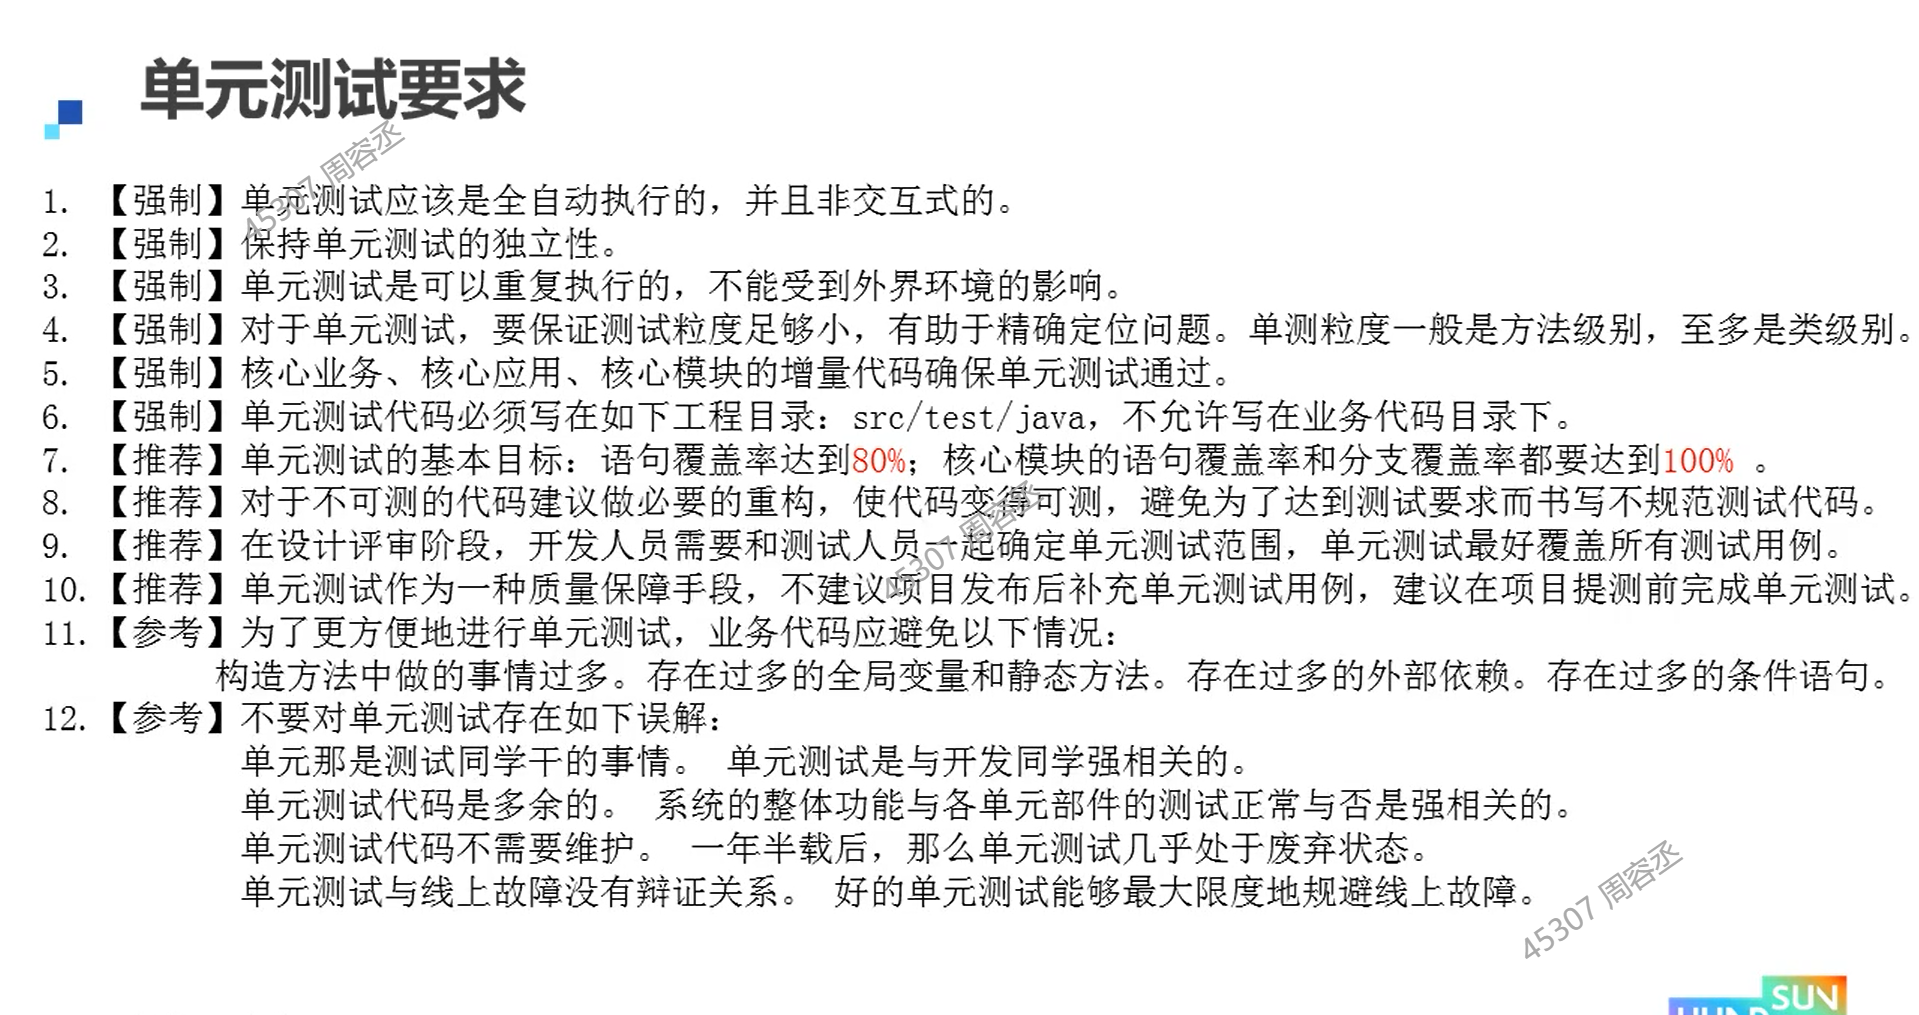 单元测试要求
1. 【强制】单元测试应该是全自动执行的，并且非交互式的。
2. 【强制】保持单元测试的独立性。
3. 【强制】单元测试是可以重复执行的，不能受到外界环境的影响。
4. 【强制】对于单元测试，要保证测试粒度足够小，有助于精确定位问题。单测粒度一般是方法级别，至多是类级别。
5. 【强制】核心业务、核心应用、核心模块的增量代码确保单元测试通过。
6. 【强制】单元测试代码必须写在如下工程目录：src/test/java，不允许写在业务代码目录下。
7. 【推荐】单元测试的基本目标：语句覆盖率达到80%；核心模块的语句覆盖率和分支覆盖率都要达到100% 。
8. 【推荐】对于不可测的代码建议做必要的重构，使代码变得可测，避免为了达到测试要求而书写不规范测试代码。
9. 【推荐】在设计评审阶段，开发人员需要和测试人员一起确定单元测试范围，单元测试最好覆盖所有测试用例。
10. 【推荐】单元测试作为一种质量保障手段，不建议项目发布后补充单元测试用例，建议在项目提测前完成单元测试。
11. 【参考】为了更方便地进行单元测试，业务代码应避免以下情况：
构造方法中做的事情过多。存在过多的全局变量和静态方法。存在过多的外部依赖。存在过多的条件语句。
12. 【参考】不要对单元测试存在如下误解：
单元那是测试同学干的事情。 单元测试是与开发同学强相关的。
单元测试代码是多余的。 系统的整体功能与各单元部件的测试正常与否是强相关的。
单元测试代码不需要维护。 一年半载后，那么单元测试几乎处于废弃状态。
单元测试与线上故障没有辩证关系。 好的单元测试能够最大限度地规避线上故障。
45307 周容丞
45307 周容丞
45307 周容丞
SUN